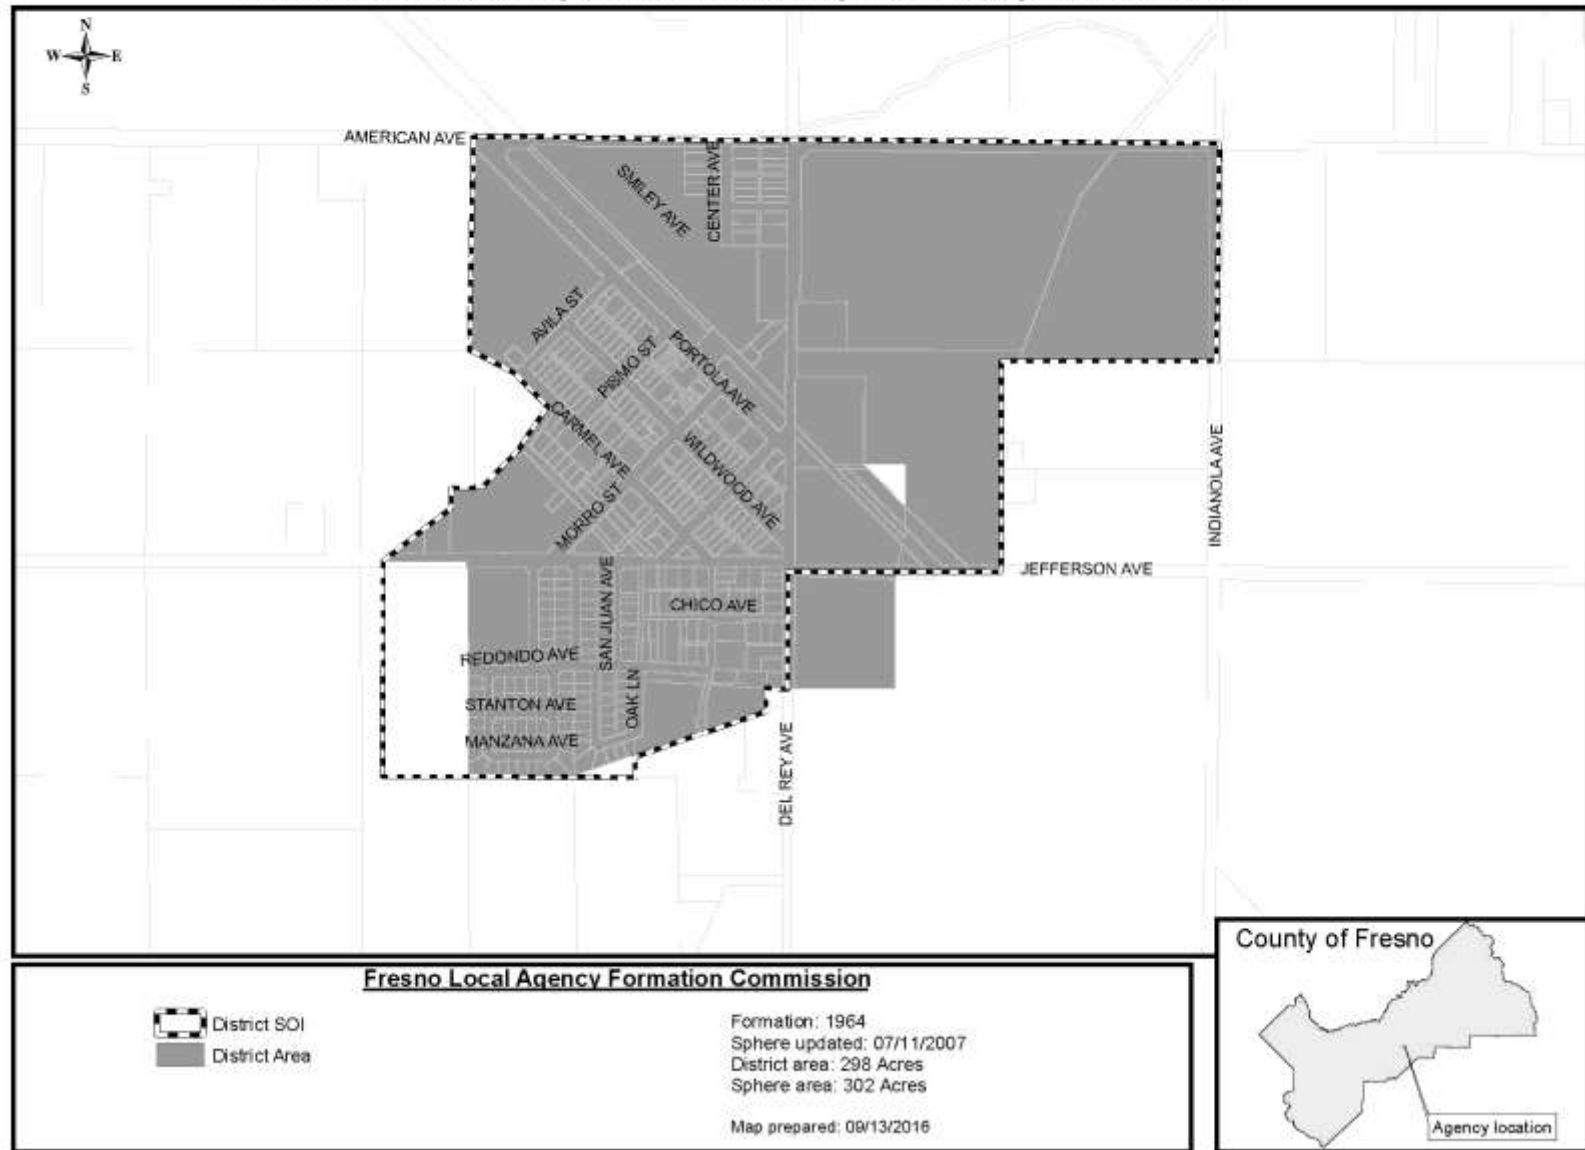 N
W E
S
AMERICAN AVE
SMILEY AVE
CENTER AVE
AVILA ST
PISMO ST
PORTOLA AVE
CARMEL AVE
WILDWOOD AVE
MORRO ST
INDIANOLA AVE
JEFFERSON AVE
SAN JUAN AVE
CHICO AVE
REDONDO AVE
OAK LN
STANTON AVE
MANZANA AVE
DEL REY AVE
County of Fresno
Agency location
Fresno Local Agency Formation Commission
District SOI
District Area
Formation: 1964
Sphere updated: 07/11/2007
District area: 298 Acres
Sphere area: 302 Acres
Map prepared: 09/13/2016